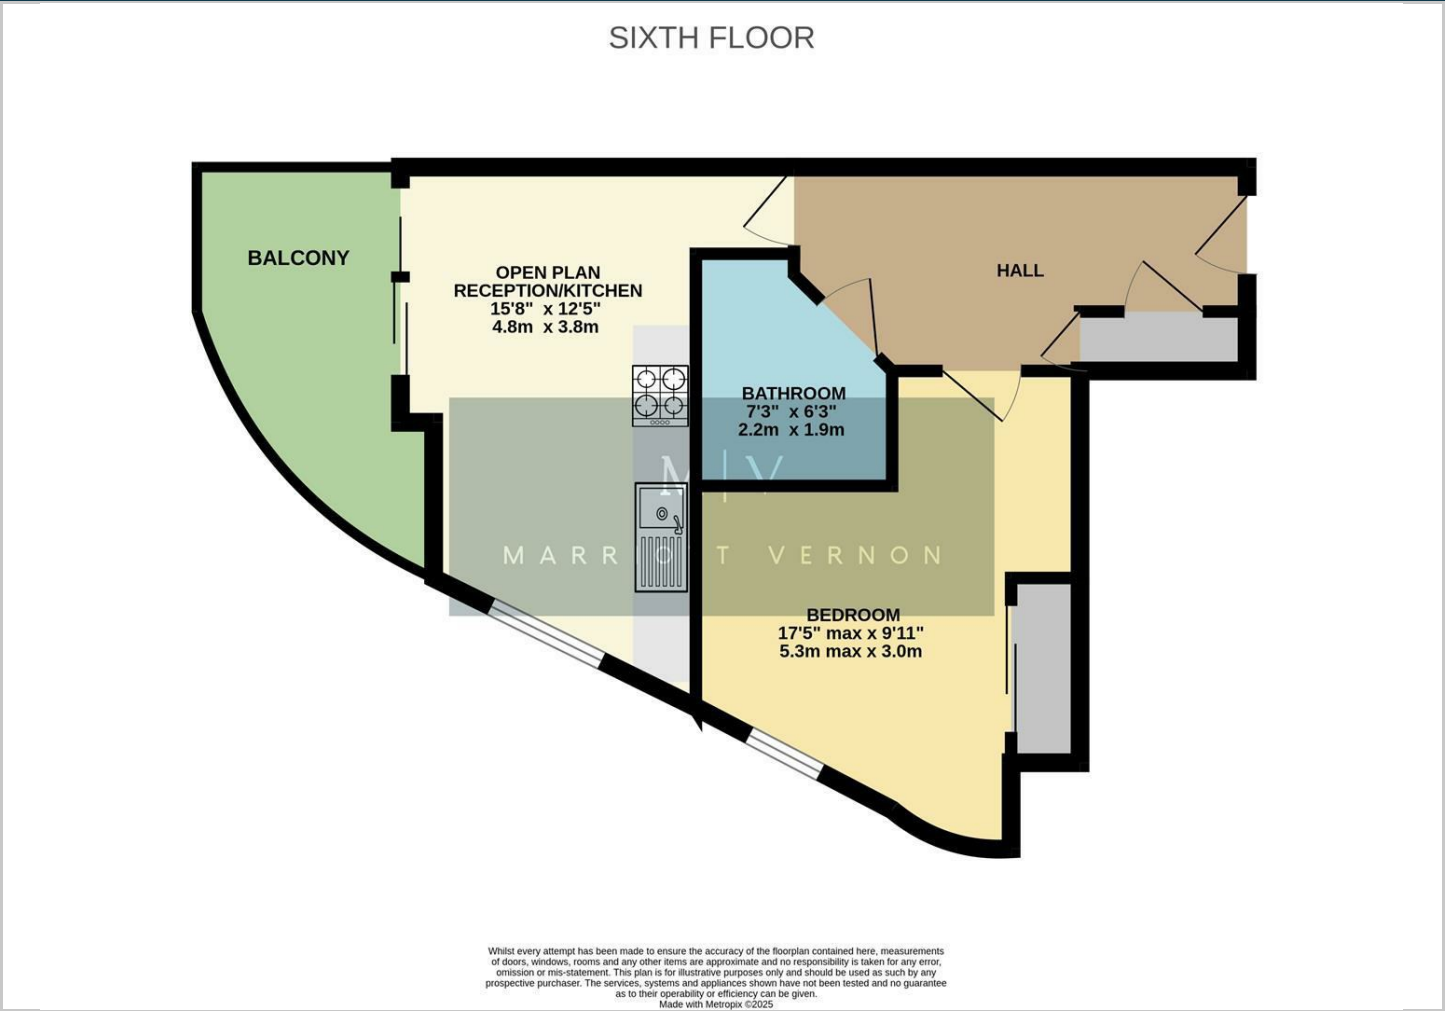 SIXTH FLOOR
BALCONY
OPEN PLAN
RECEPTION/KITCHEN
15'8" x 12'5"
4.8m x 3.8m
HALL
BATHROOM
7'3" x 6'3"
2.2m x 1.9m
M | V
MARRIOTT VERNON
BEDROOM
17'5" max x 9'11"
5.3m max x 3.0m
Whilst every attempt has been made to ensure the accuracy of the floorplan contained here, measurements
of doors, windows, rooms and any other items are approximate and no responsibility is taken for any error,
omission or mis-statement. This plan is for illustrative purposes only and should be used as such by any
prospective purchaser. The services, systems and appliances shown have not been tested and no guarantee
as to their operability or efficiency can be given.
Made with Metropix ©2025